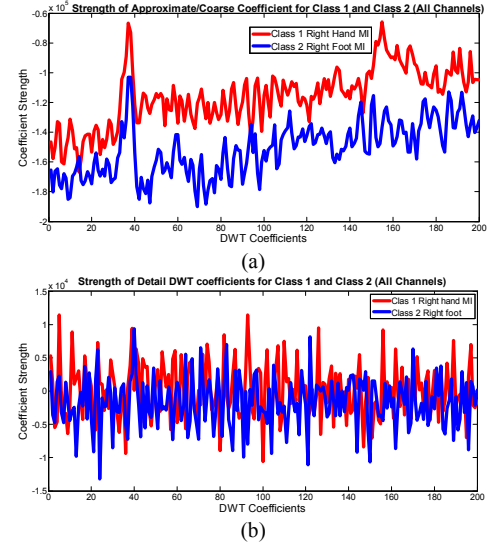 Strength of Approximate/Coarse Coefficient for Class 1 and Class 2 (All Channels)
x 10^5
-0.6
-0.8
-1
-1.2
-1.4
-1.6
-1.8
-2
Coefficient Strength
Class 1 Right Hand MI
Class 2 Right Foot MI
0 20 40 60 80 100 120 140 160 180 200
DWT Coefficients
(a)
Strength of Detail DWT coefficients for Class 1 and Class 2 (All Channels)
x 10^4
1.5
1
0.5
0
-0.5
-1
-1.5
Coefficient Strength
Clas 1 Right hand MI
Class 2 Right foot
0 20 40 60 80 100 120 140 160 180 200
DWT Coefficients
(b)